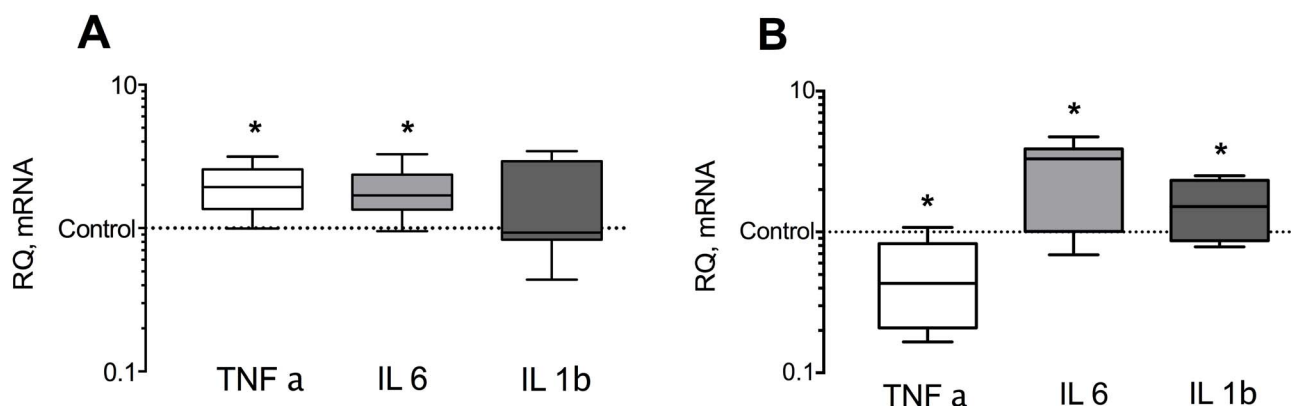 A
10
*
*
RQ, mRNA
Control
0.1
TNF a
IL 6
IL 1b
B
10
*
*
*
RQ, mRNA
Control
0.1
TNF a
IL 6
IL 1b